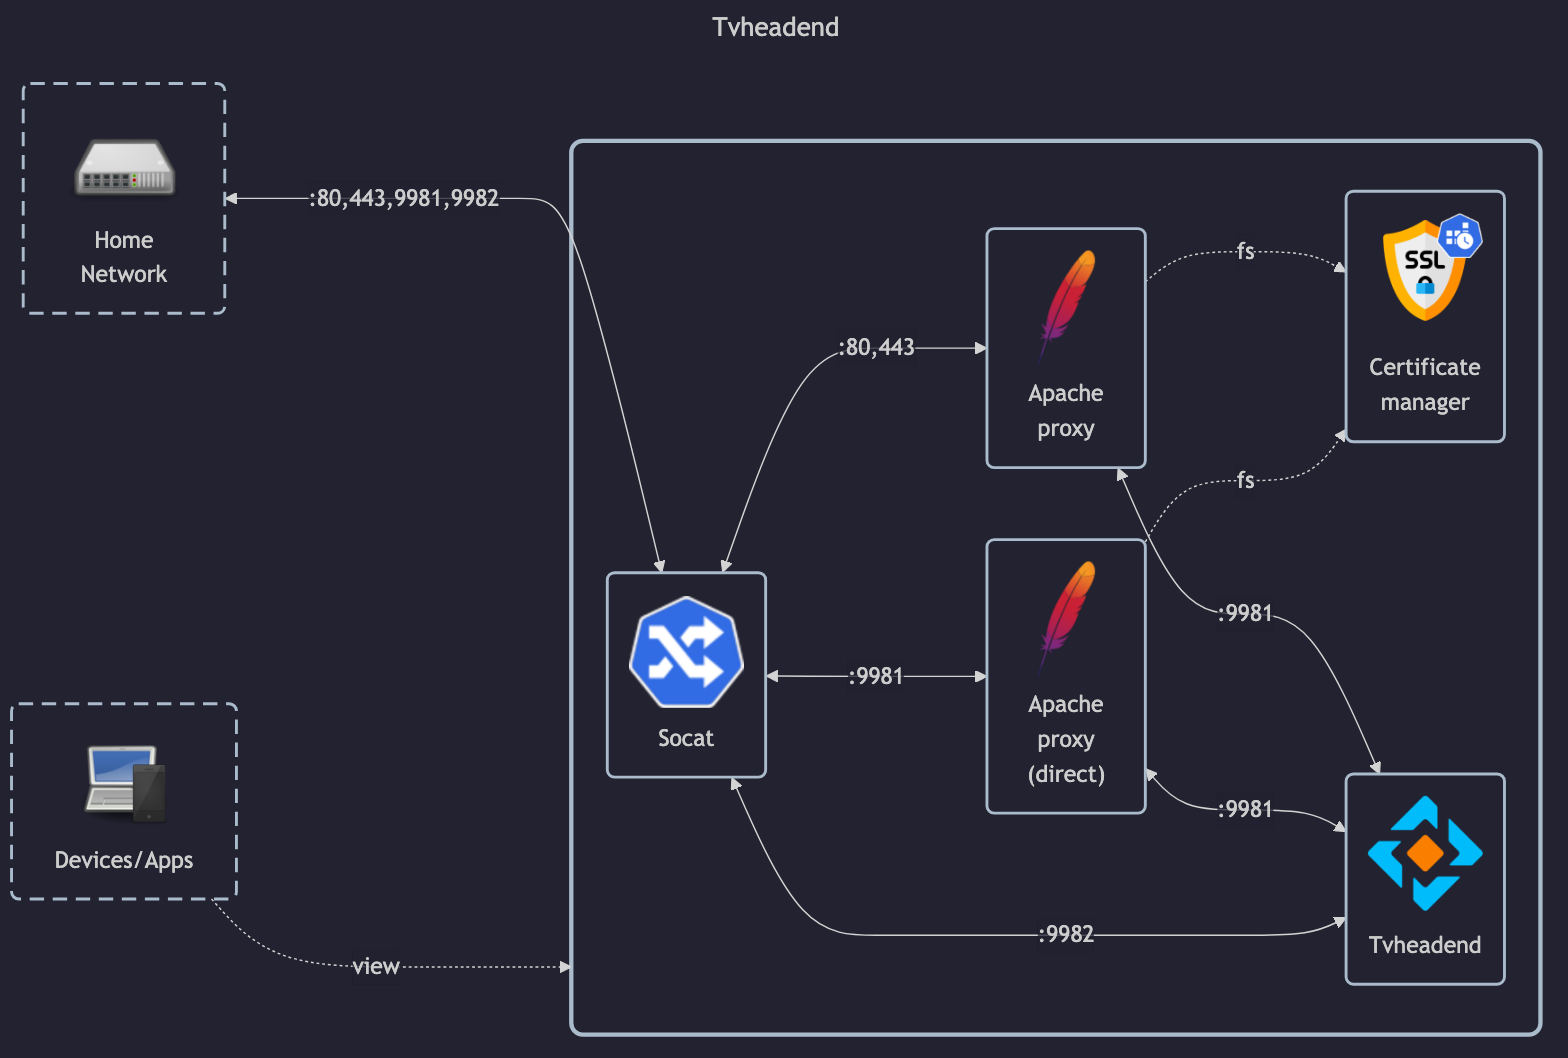 Tvheadend
Home
Network
:80,443,9981,9982
Devices/Apps
view
Socat
:80,443
:9981
:9982
Apache
proxy
Apache
proxy
(direct)
fs
fs
:9981
:9981
SSL
Certificate
manager
Tvheadend